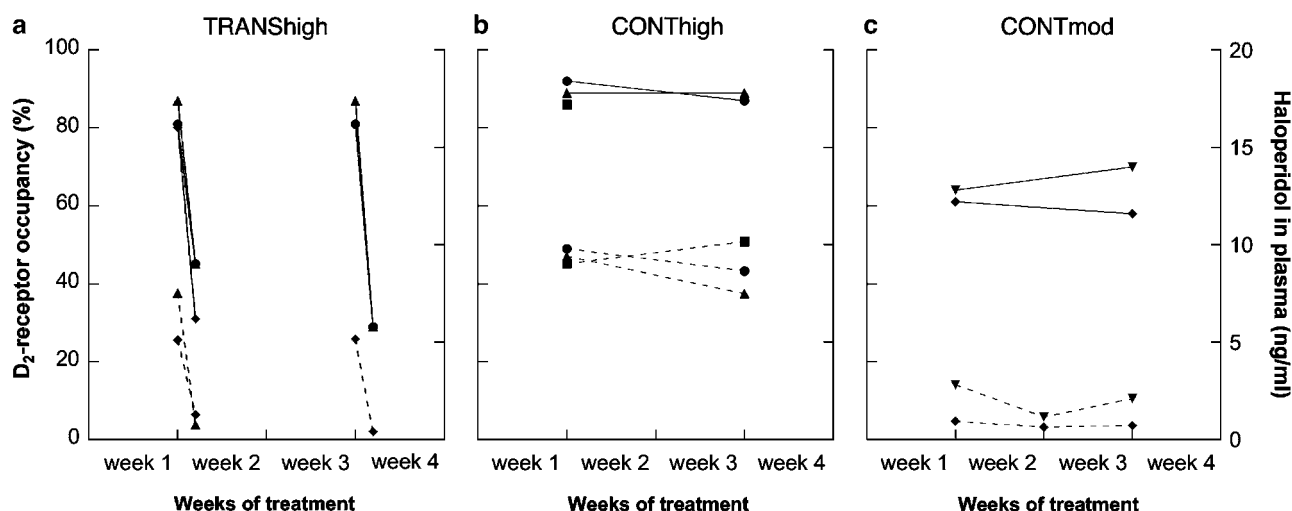 a TRANShigh
b CONThigh
c CONTmod
D2-receptor occupancy (%)
100
80
60
40
20
0
Haloperidol in plasma (ng/ml)
20
15
10
5
0
week 1 week 2 week 3 week 4
week 1 week 2 week 3 week 4
week 1 week 2 week 3 week 4
Weeks of treatment
Weeks of treatment
Weeks of treatment